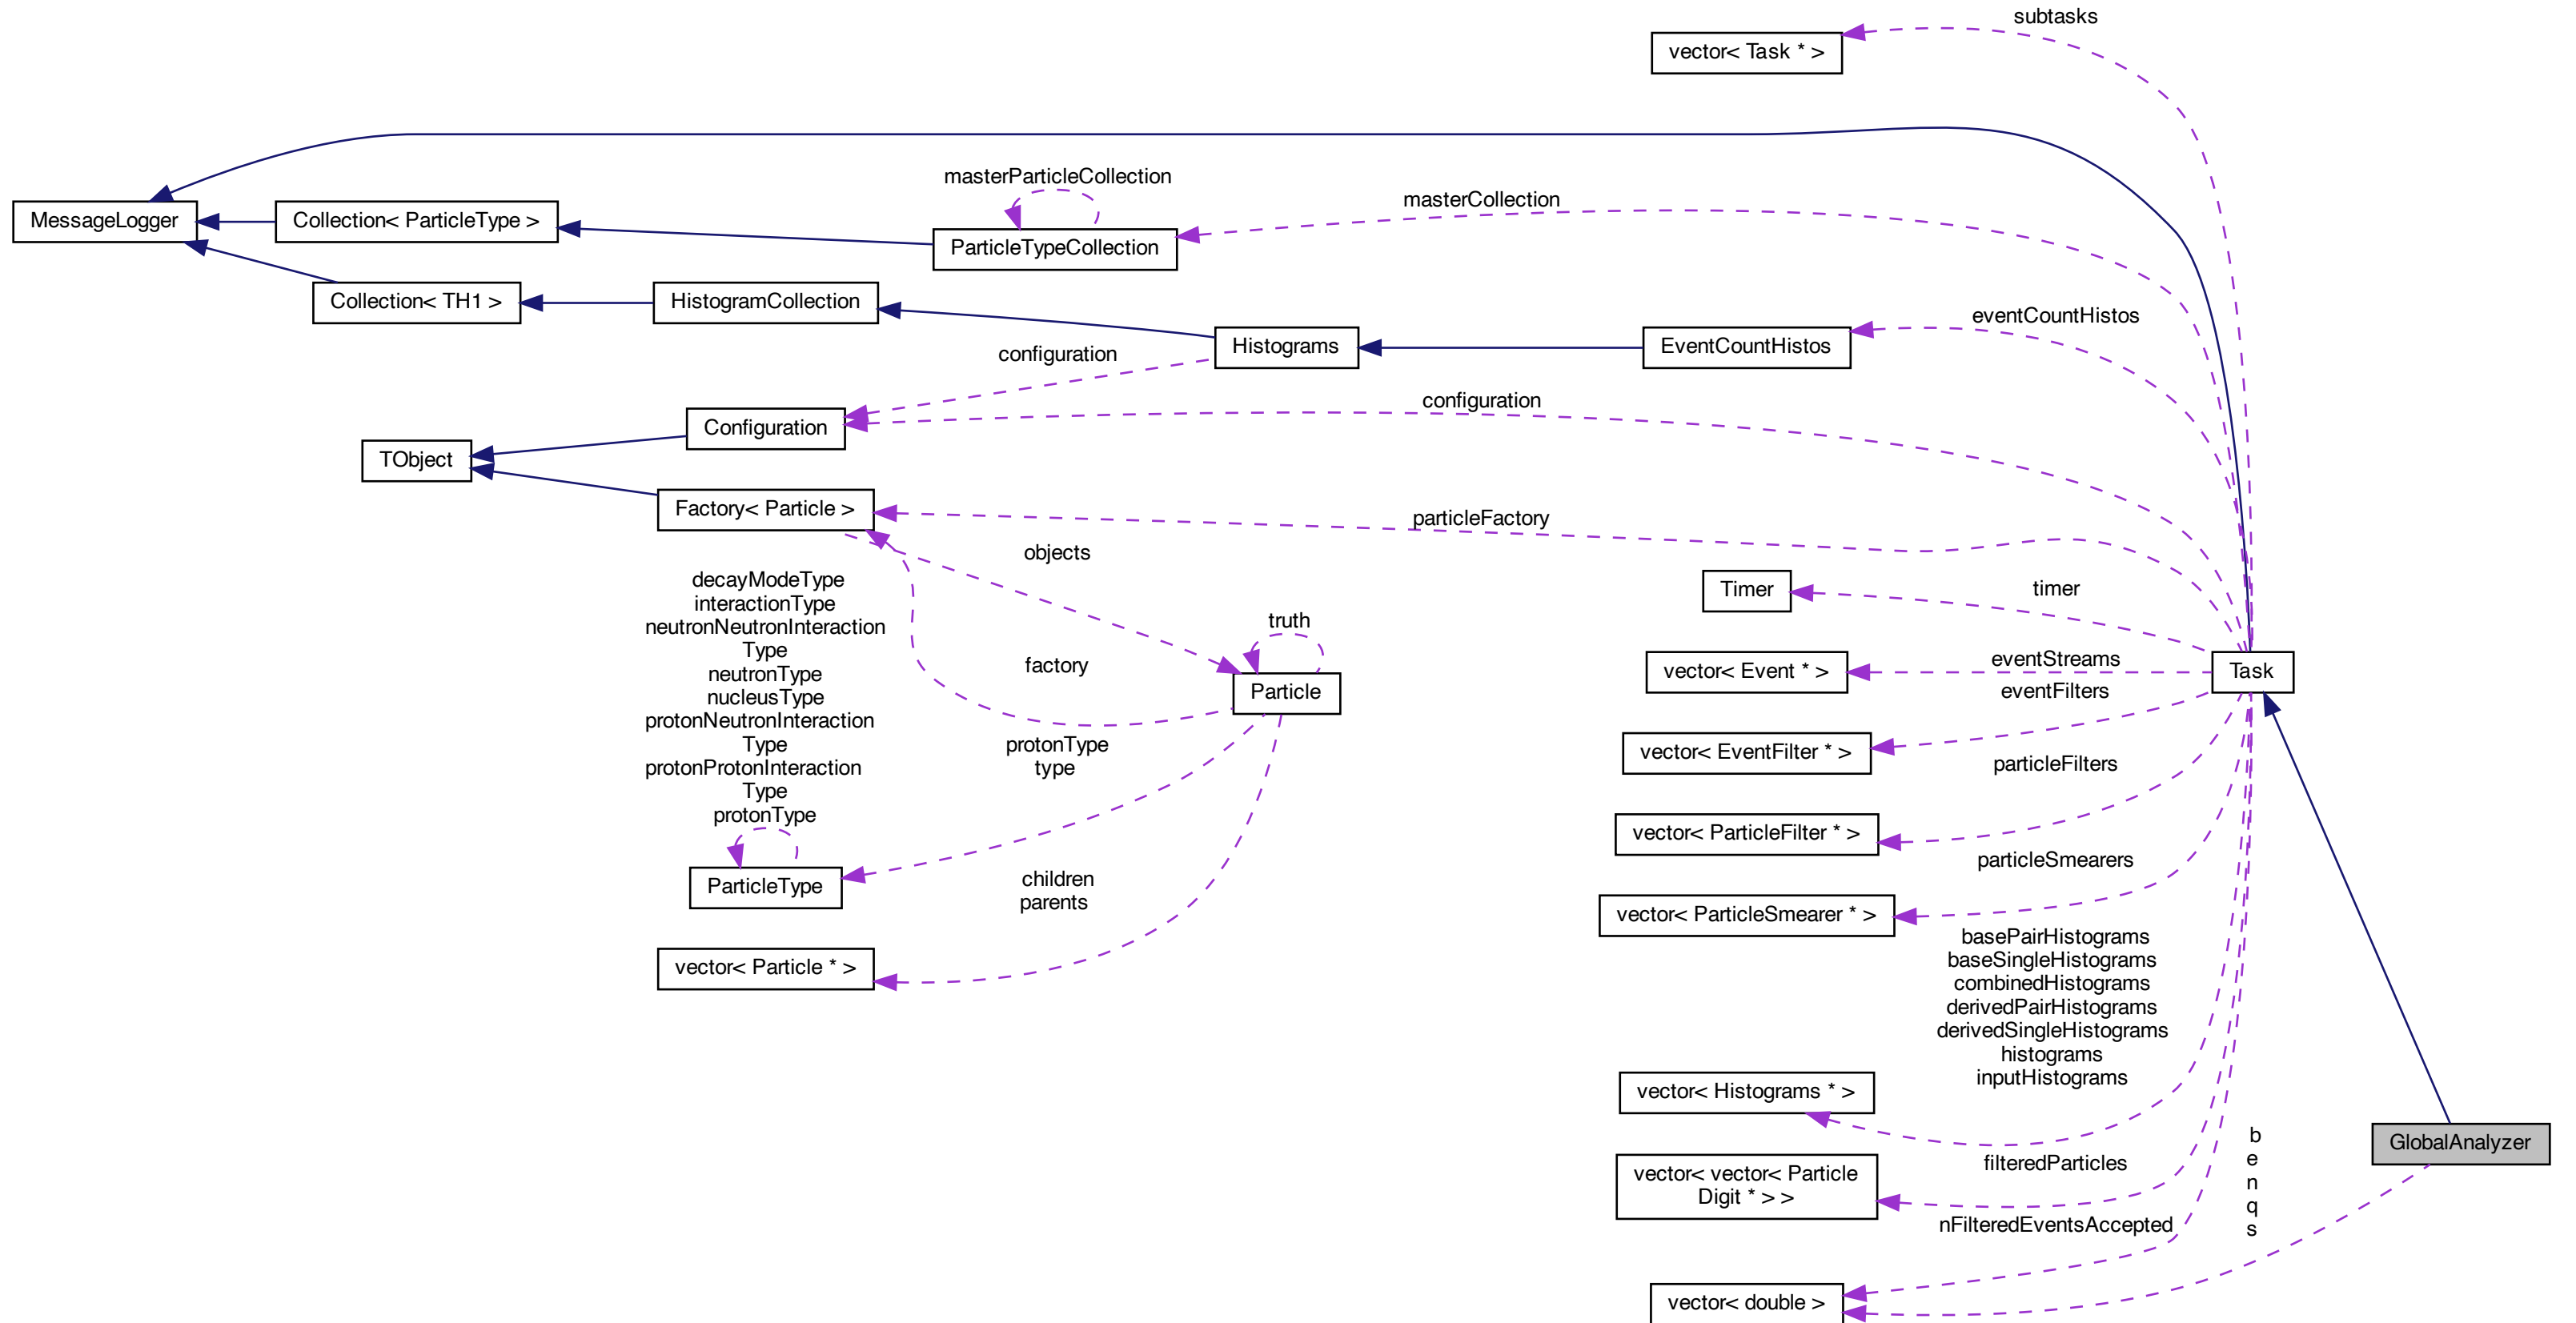 subtasks
vector< Task * >
masterParticleCollection
masterCollection
MessageLogger
Collection< ParticleType >
ParticleTypeCollection
Collection< TH1 >
HistogramCollection
eventCountHistos
Histograms
EventCountHistos
configuration
configuration
Configuration
TObject
Factory< Particle >
particleFactory
objects
decayModeType
interactionType
neutronNeutronInteraction
Type
neutronType
nucleusType
protonNeutronInteraction
Type
protonProtonInteraction
Type
protonType
truth
factory
Particle
protonType
type
ParticleType
children
parents
vector< Particle * >
Timer
timer
vector< Event * >
eventStreams
Task
eventFilters
vector< EventFilter * >
particleFilters
vector< ParticleFilter * >
particleSmearers
vector< ParticleSmearer * >
basePairHistograms
baseSingleHistograms
combinedHistograms
derivedPairHistograms
derivedSingleHistograms
histograms
inputHistograms
vector< Histograms * >
GlobalAnalyzer
filteredParticles
vector< vector< Particle
Digit * > >
b
e
n
q
s
nFilteredEventsAccepted
vector< double >